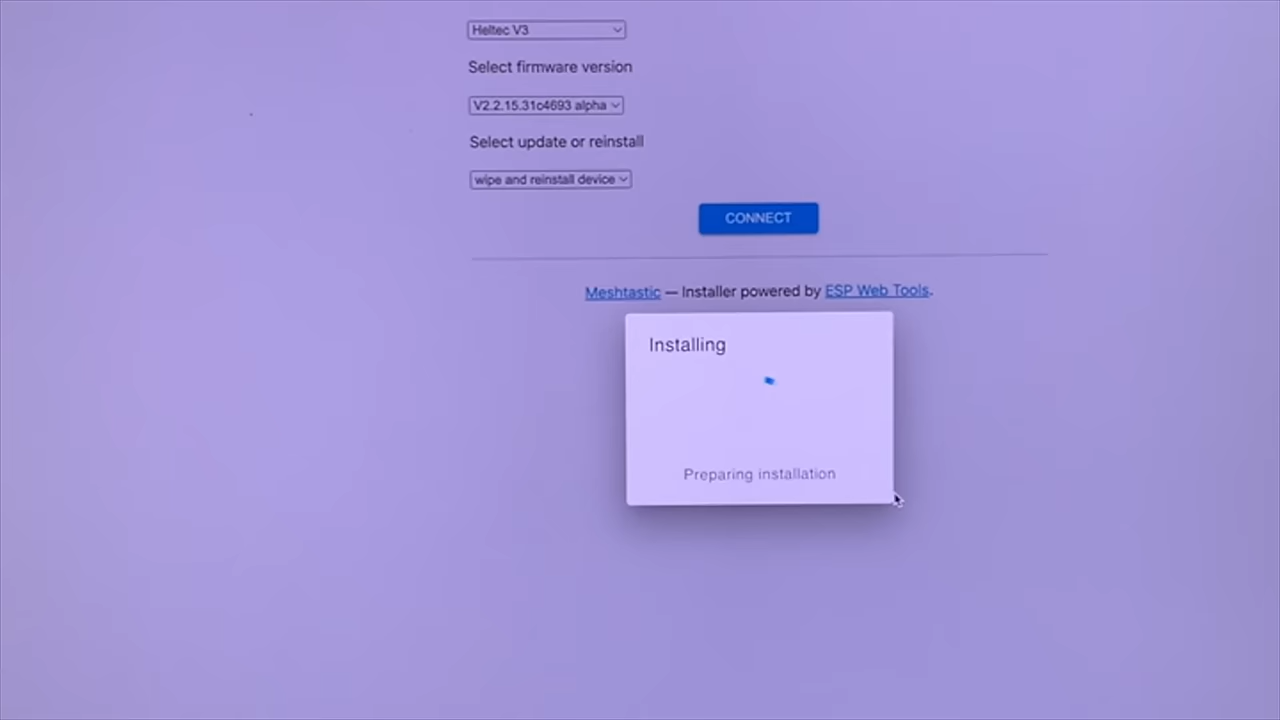 Heltec V3
Select firmware version
V2.2.15.31c4693 alpha
Select update or reinstall
wipe and reinstall device
CONNECT
Meshtastic — Installer powered by ESP Web Tools.
Installing
Preparing installation